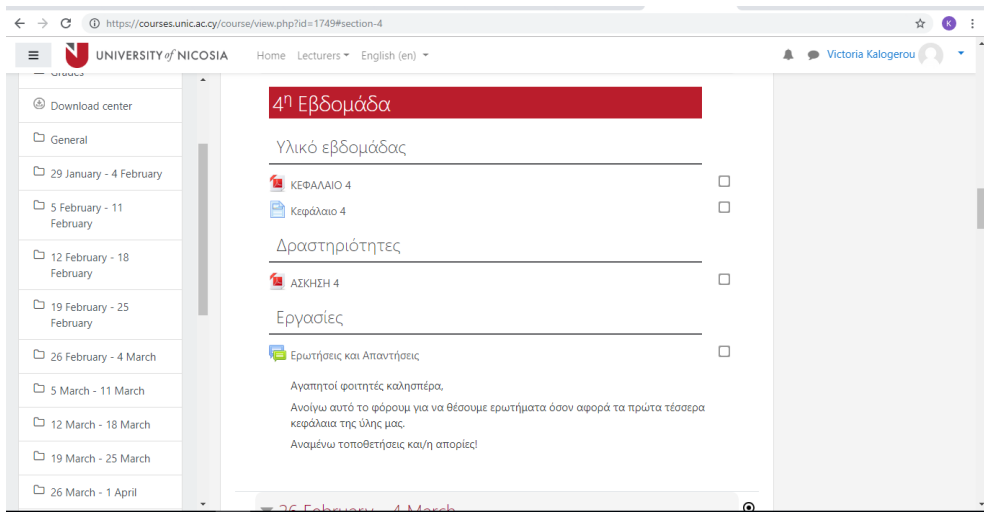 https://courses.unic.ac.cy/course/view.php?id=1749#section-4
K
UNIVERSITY of NICOSIA
Home Lecturers English (en)
Victoria Kalogerou
Grades
Download center
General
29 January - 4 February
5 February - 11
February
12 February - 18
February
19 February - 25
February
26 February - 4 March
5 March - 11 March
12 March - 18 March
19 March - 25 March
26 March - 1 April
4η Εβδομάδα
Υλικό εβδομάδας
ΚΕΦΑΛΑΙΟ 4
Κεφάλαιο 4
Δραστηριότητες
ΑΣΚΗΣΗ 4
Εργασίες
Ερωτήσεις και Απαντήσεις
Αγαπητοί φοιτητές καλησπέρα,
Ανοίγω αυτό το φόρουμ για να θέσουμε ερωτήματα όσον αφορά τα πρώτα τέσσερα
κεφάλαια της ύλης μας.
Αναμένω τοποθετήσεις και/η απορίες!
26 February - 4 March